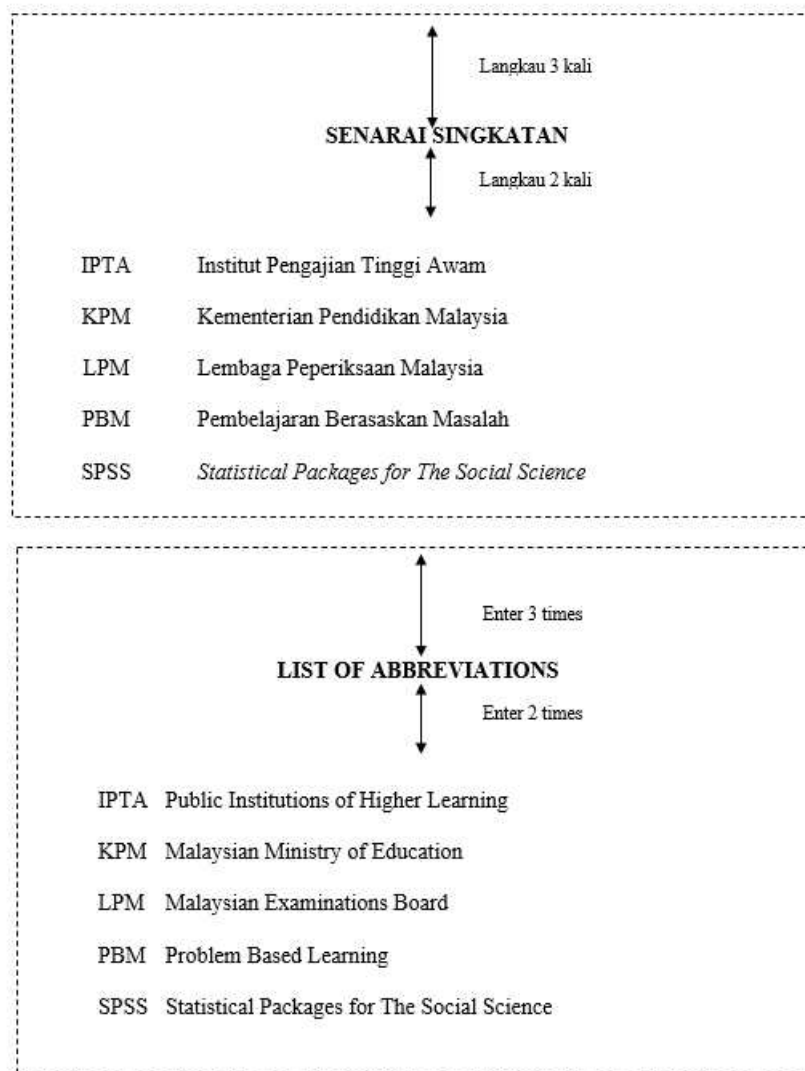 Langkau 3 kali
SENARAI SINGKATAN
Langkau 2 kali
IPTA Institut Pengajian Tinggi Awam
KPM Kementerian Pendidikan Malaysia
LPM Lembaga Peperiksaan Malaysia
PBM Pembelajaran Berasaskan Masalah
SPSS Statistical Packages for The Social Science
Enter 3 times
LIST OF ABBREVIATIONS
Enter 2 times
IPTA Public Institutions of Higher Learning
KPM Malaysian Ministry of Education
LPM Malaysian Examinations Board
PBM Problem Based Learning
SPSS Statistical Packages for The Social Science